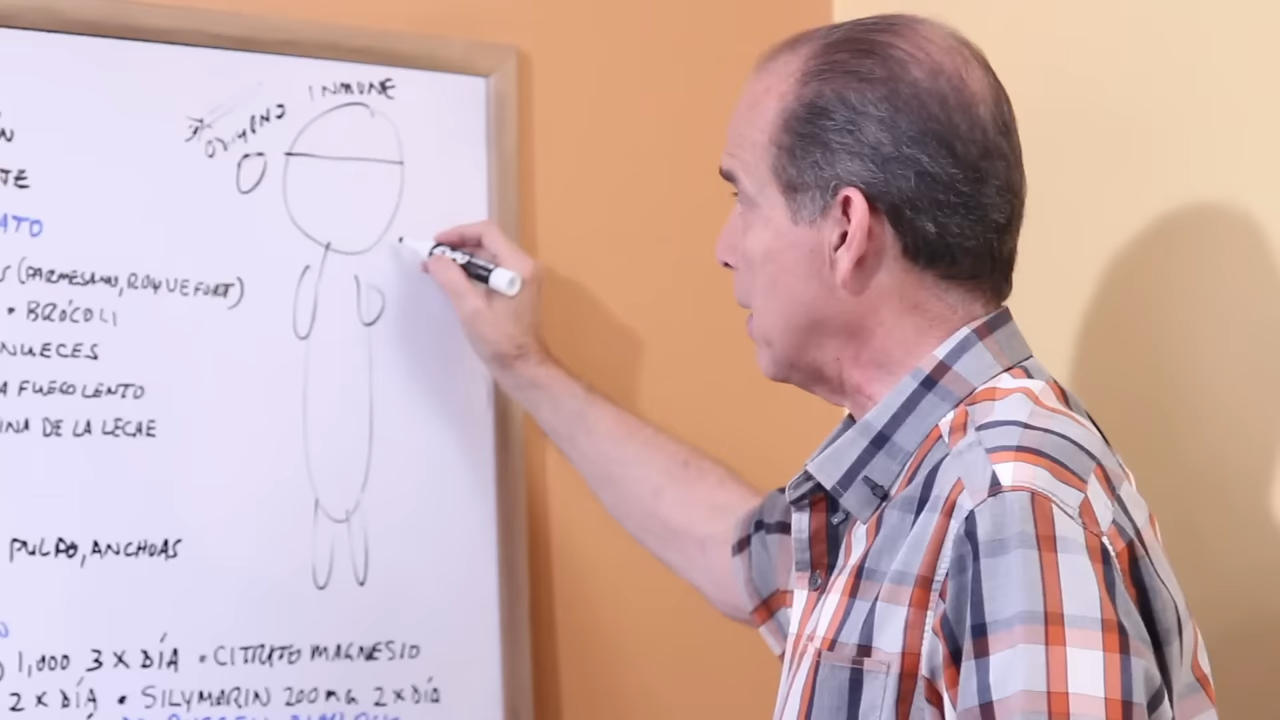 INMUNE
ÓN
TE
ATO
S (PARMESANO, ROQUEFORT)
• BRÓCOLI
NUECES
A FUEGO LENTO
INA DE LA LECHE
PULPO, ANCHOAS
O
) 1,000 3 X DÍA • CITRATO MAGNESIO
2 X DÍA • SILYMARIN 200 MG 2 X DÍA